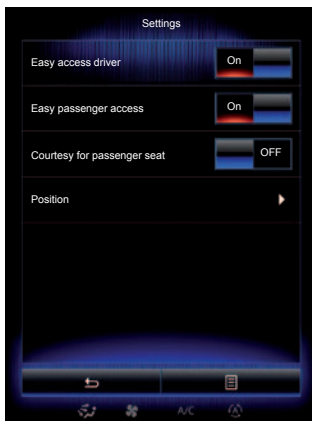 Settings
Easy access driver On
Easy passenger access On
Courtesy for passenger seat OFF
Position
A/C